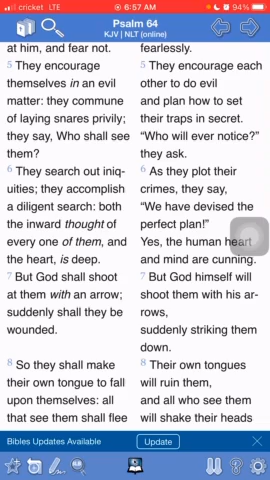 cricket LTE
6:57 AM
94%
Psalm 64
KJV | NLT (online)
at him, and fear not.
5 They encourage
themselves in an evil
matter: they commune
of laying snares privily;
they say, Who shall see
them?
6 They search out iniq-
uities; they accomplish
a diligent search: both
the inward thought of
every one of them, and
the heart, is deep.
7 But God shall shoot
at them with an arrow;
suddenly shall they be
wounded.
8 So they shall make
their own tongue to fall
upon themselves: all
that see them shall flee
fearlessly.
5 They encourage each
other to do evil
and plan how to set
their traps in secret.
“Who will ever notice?”
they ask.
6 As they plot their
crimes, they say,
“We have devised the
perfect plan!”
Yes, the human heart
and mind are cunning.
7 But God himself will
shoot them with his ar-
rows,
suddenly striking them
down.
8 Their own tongues
will ruin them,
and all who see them
will shake their heads
Bibles Updates Available
Update